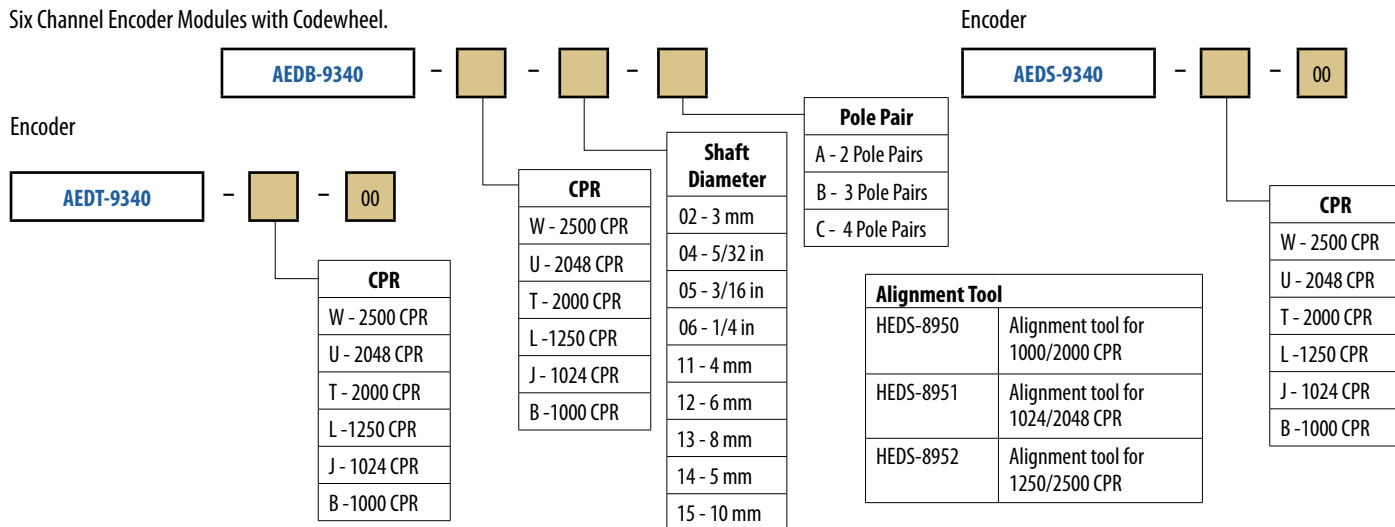 Six Channel Encoder Modules with Codewheel.
AEDB-9340 – – –
Pole Pair
A - 2 Pole Pairs
B - 3 Pole Pairs
C - 4 Pole Pairs
Shaft
Diameter
02 - 3 mm
04 - 5/32 in
05 - 3/16 in
06 - 1/4 in
11 - 4 mm
12 - 6 mm
13 - 8 mm
14 - 5 mm
15 - 10 mm
CPR
W - 2500 CPR
U - 2048 CPR
T - 2000 CPR
L -1250 CPR
J - 1024 CPR
B -1000 CPR
Encoder
AEDT-9340 – – 00
CPR
W - 2500 CPR
U - 2048 CPR
T - 2000 CPR
L -1250 CPR
J - 1024 CPR
B -1000 CPR
Encoder
AEDS-9340 – – 00
CPR
W - 2500 CPR
U - 2048 CPR
T - 2000 CPR
L -1250 CPR
J - 1024 CPR
B -1000 CPR
Alignment Tool
HEDS-8950 Alignment tool for
1000/2000 CPR
HEDS-8951 Alignment tool for
1024/2048 CPR
HEDS-8952 Alignment tool for
1250/2500 CPR